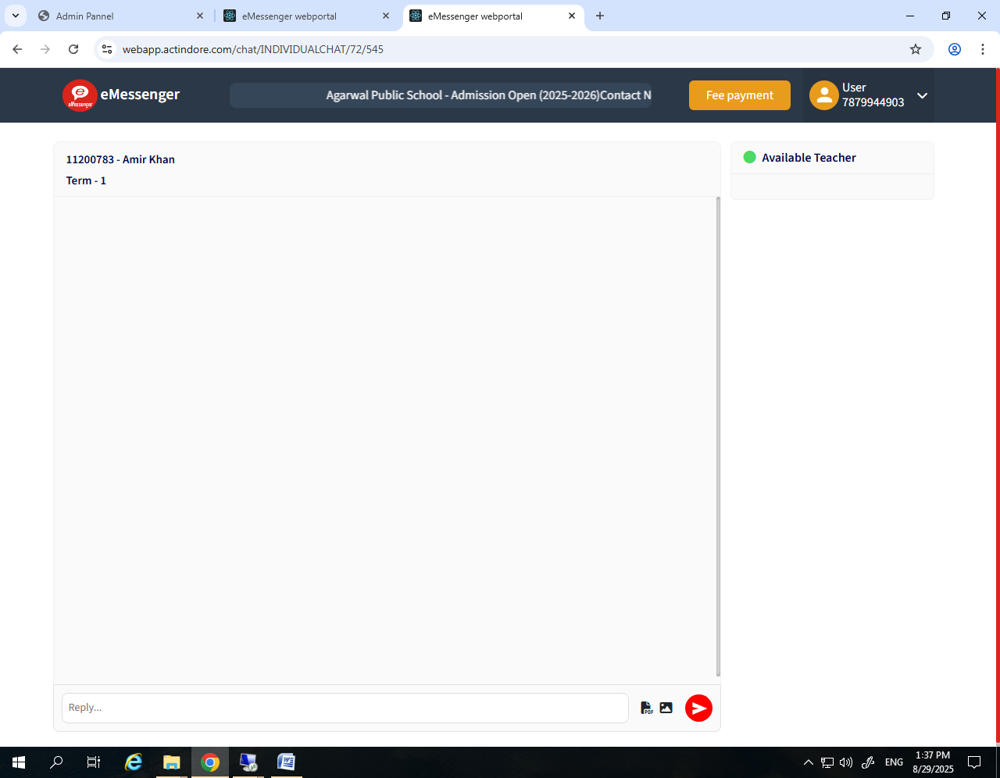 Admin Pannel
eMessenger webportal
eMessenger webportal
webapp.actindore.com/chat/INDIVIDUALCHAT/72/545
eMessenger
eMessenger
Agarwal Public School - Admission Open (2025-2026)Contact N
Fee payment
User
7879944903
11200783 - Amir Khan
Term - 1
Available Teacher
Reply...
PDF
ENG
1:37 PM
8/29/2025